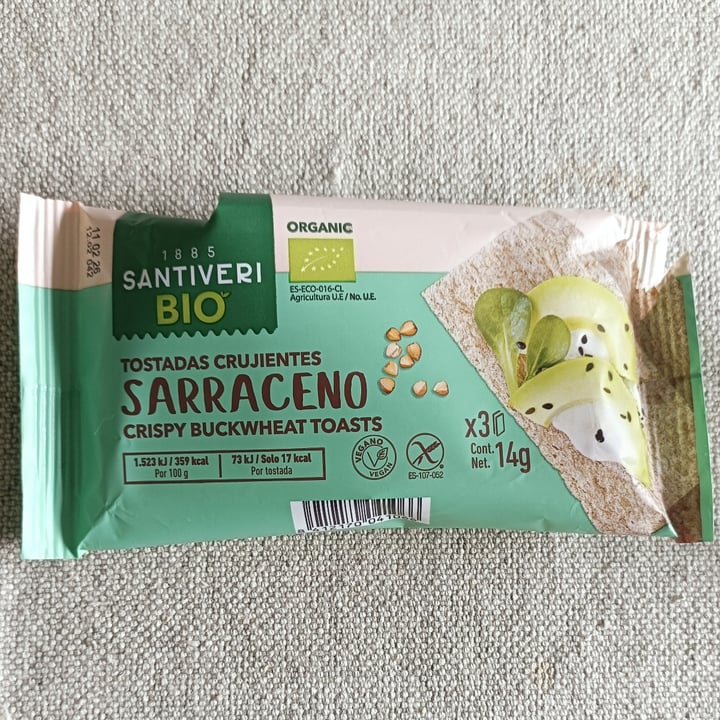 11 02 26
1885
SANTIVERI
BIO
ORGANIC
ES-ECO-016-CL
Agricultura U.E / No. U.E.
TOSTADAS CRUJIENTES
SARRACENO
CRISPY BUCKWHEAT TOASTS
1.523 kJ / 359 kcal
Por 100 g
73 kJ / Solo 17 kcal
Por tostada
VEGANO
VEGAN
ES-107-052
x3
Cont.
Net. 14g